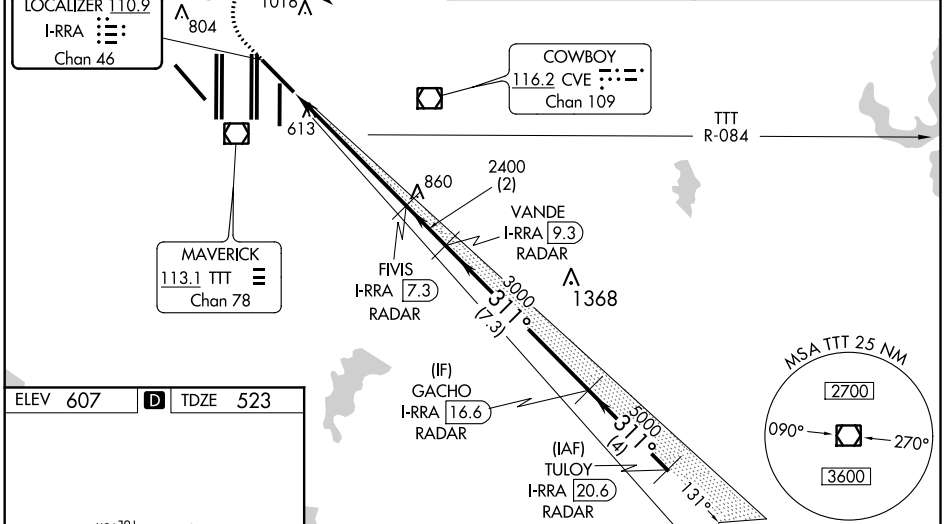 LOCALIZER 110.9
I-RRA
Chan 46
804
1016
COWBOY
116.2 CVE
Chan 109
613
TTT
R-084
860
2400
(2)
VANDE
I-RRA 9.3
RADAR
MAVERICK
113.1 TTT
Chan 78
FIVIS
I-RRA 7.3
RADAR
3000
311°
(7.3)
1368
(IF)
GACHO
I-RRA 16.6
RADAR
MSA TTT 25 NM
2700
090°
270°
3600
ELEV 607 D TDZE 523
5000
311°
(4)
(IAF)
TULOY
I-RRA 20.6
RADAR
131°